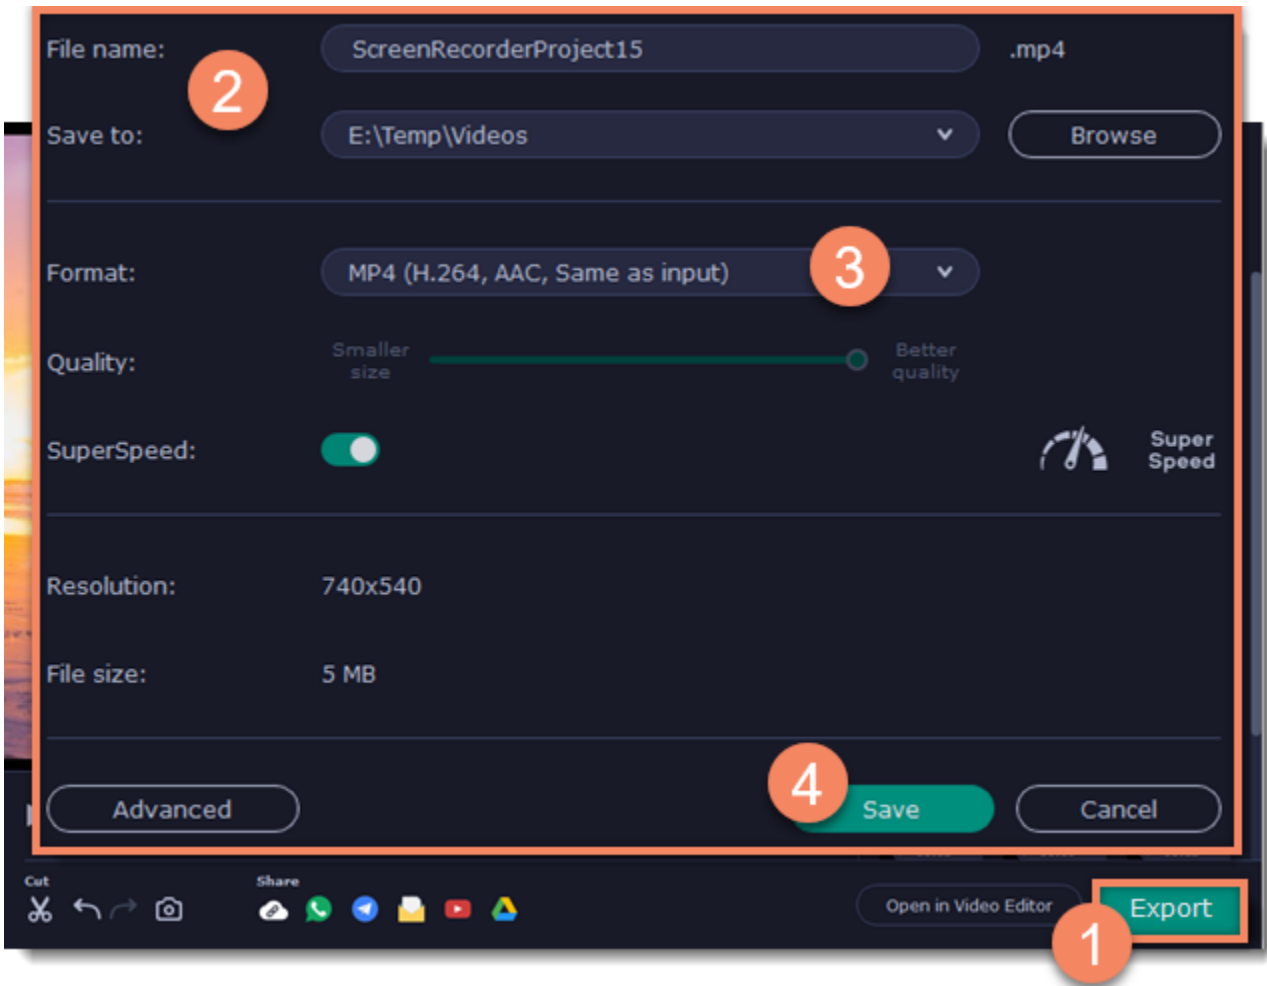 File name: ScreenRecorderProject15 .mp4
2
Save to: E:\Temp\Videos Browse
Format: MP4 (H.264, AAC, Same as input) 3
Quality: Smaller size Better quality
SuperSpeed: Super Speed
Resolution: 740x540
File size: 5 MB
4
Advanced Save Cancel
Cut Share
Open in Video Editor Export
1